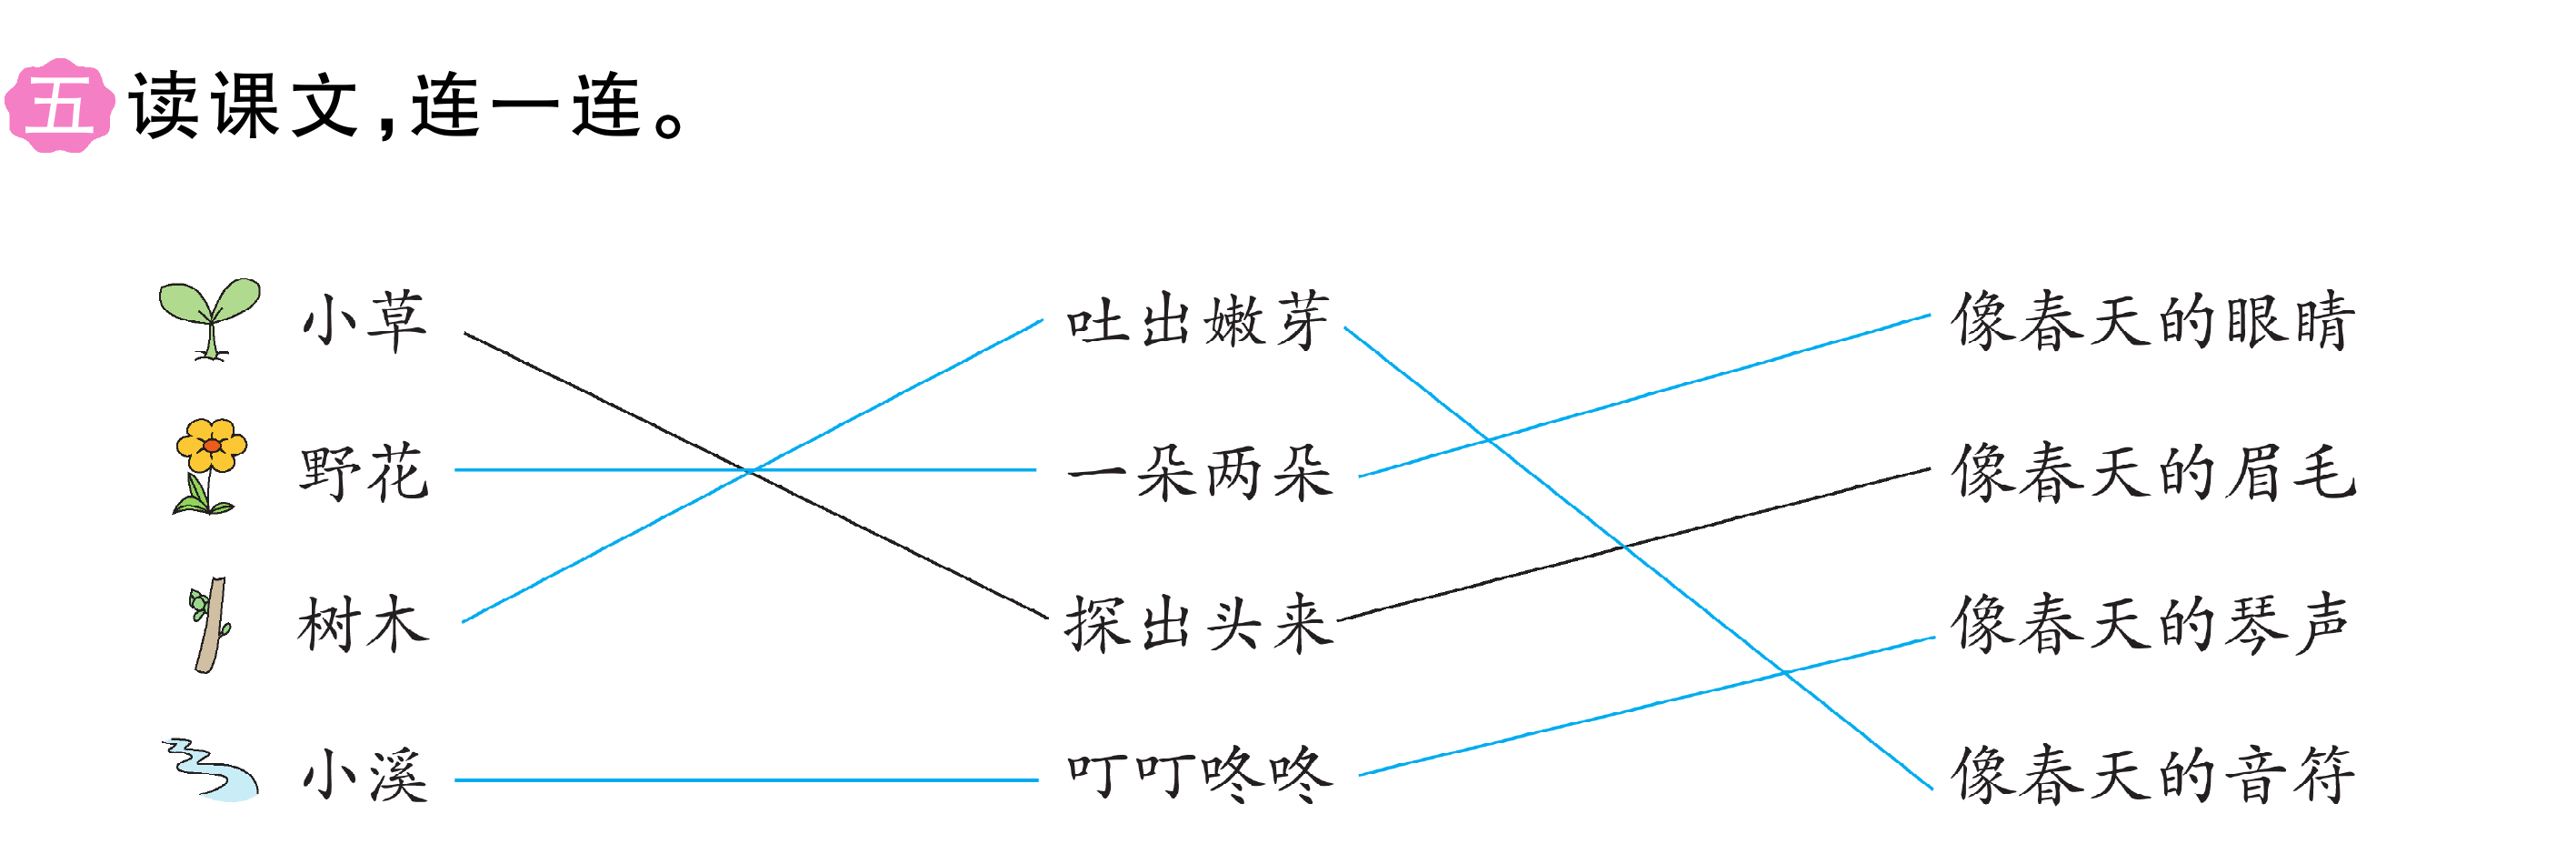 五 读课文,连一连。
小草 吐出嫩芽 像春天的眼睛
野花 一朵两朵 像春天的眉毛
树木 探出头来 像春天的琴声
小溪 叮叮咚咚 像春天的音符